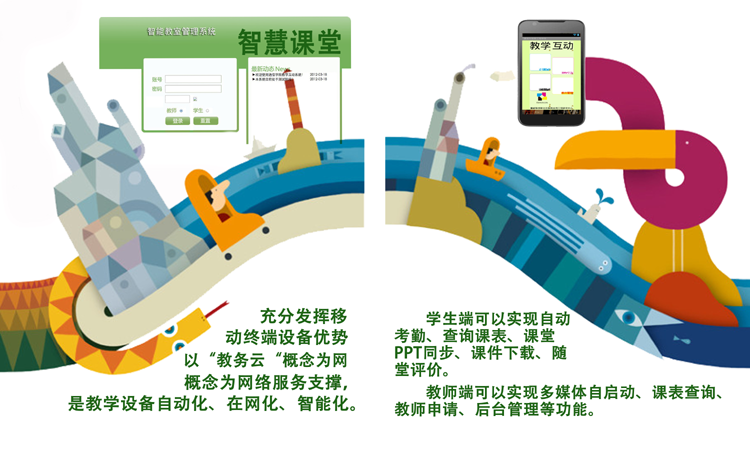 智能教室管理系统
智慧课堂
最新动态 New
账号
密码
教师
学生
登录
重置
教学 互动
充分发挥移
动终端设备优势
以“教务云“概念为网
概念为网络服务支撑，
是教学设备自动化、在网化、智能化。
学生端可以实现自动
考勤、查询课表、课堂
PPT同步、课件下载、随
堂评价。
教师端可以实现多媒体自启动、课表查询、
教师申请、后台管理等功能。